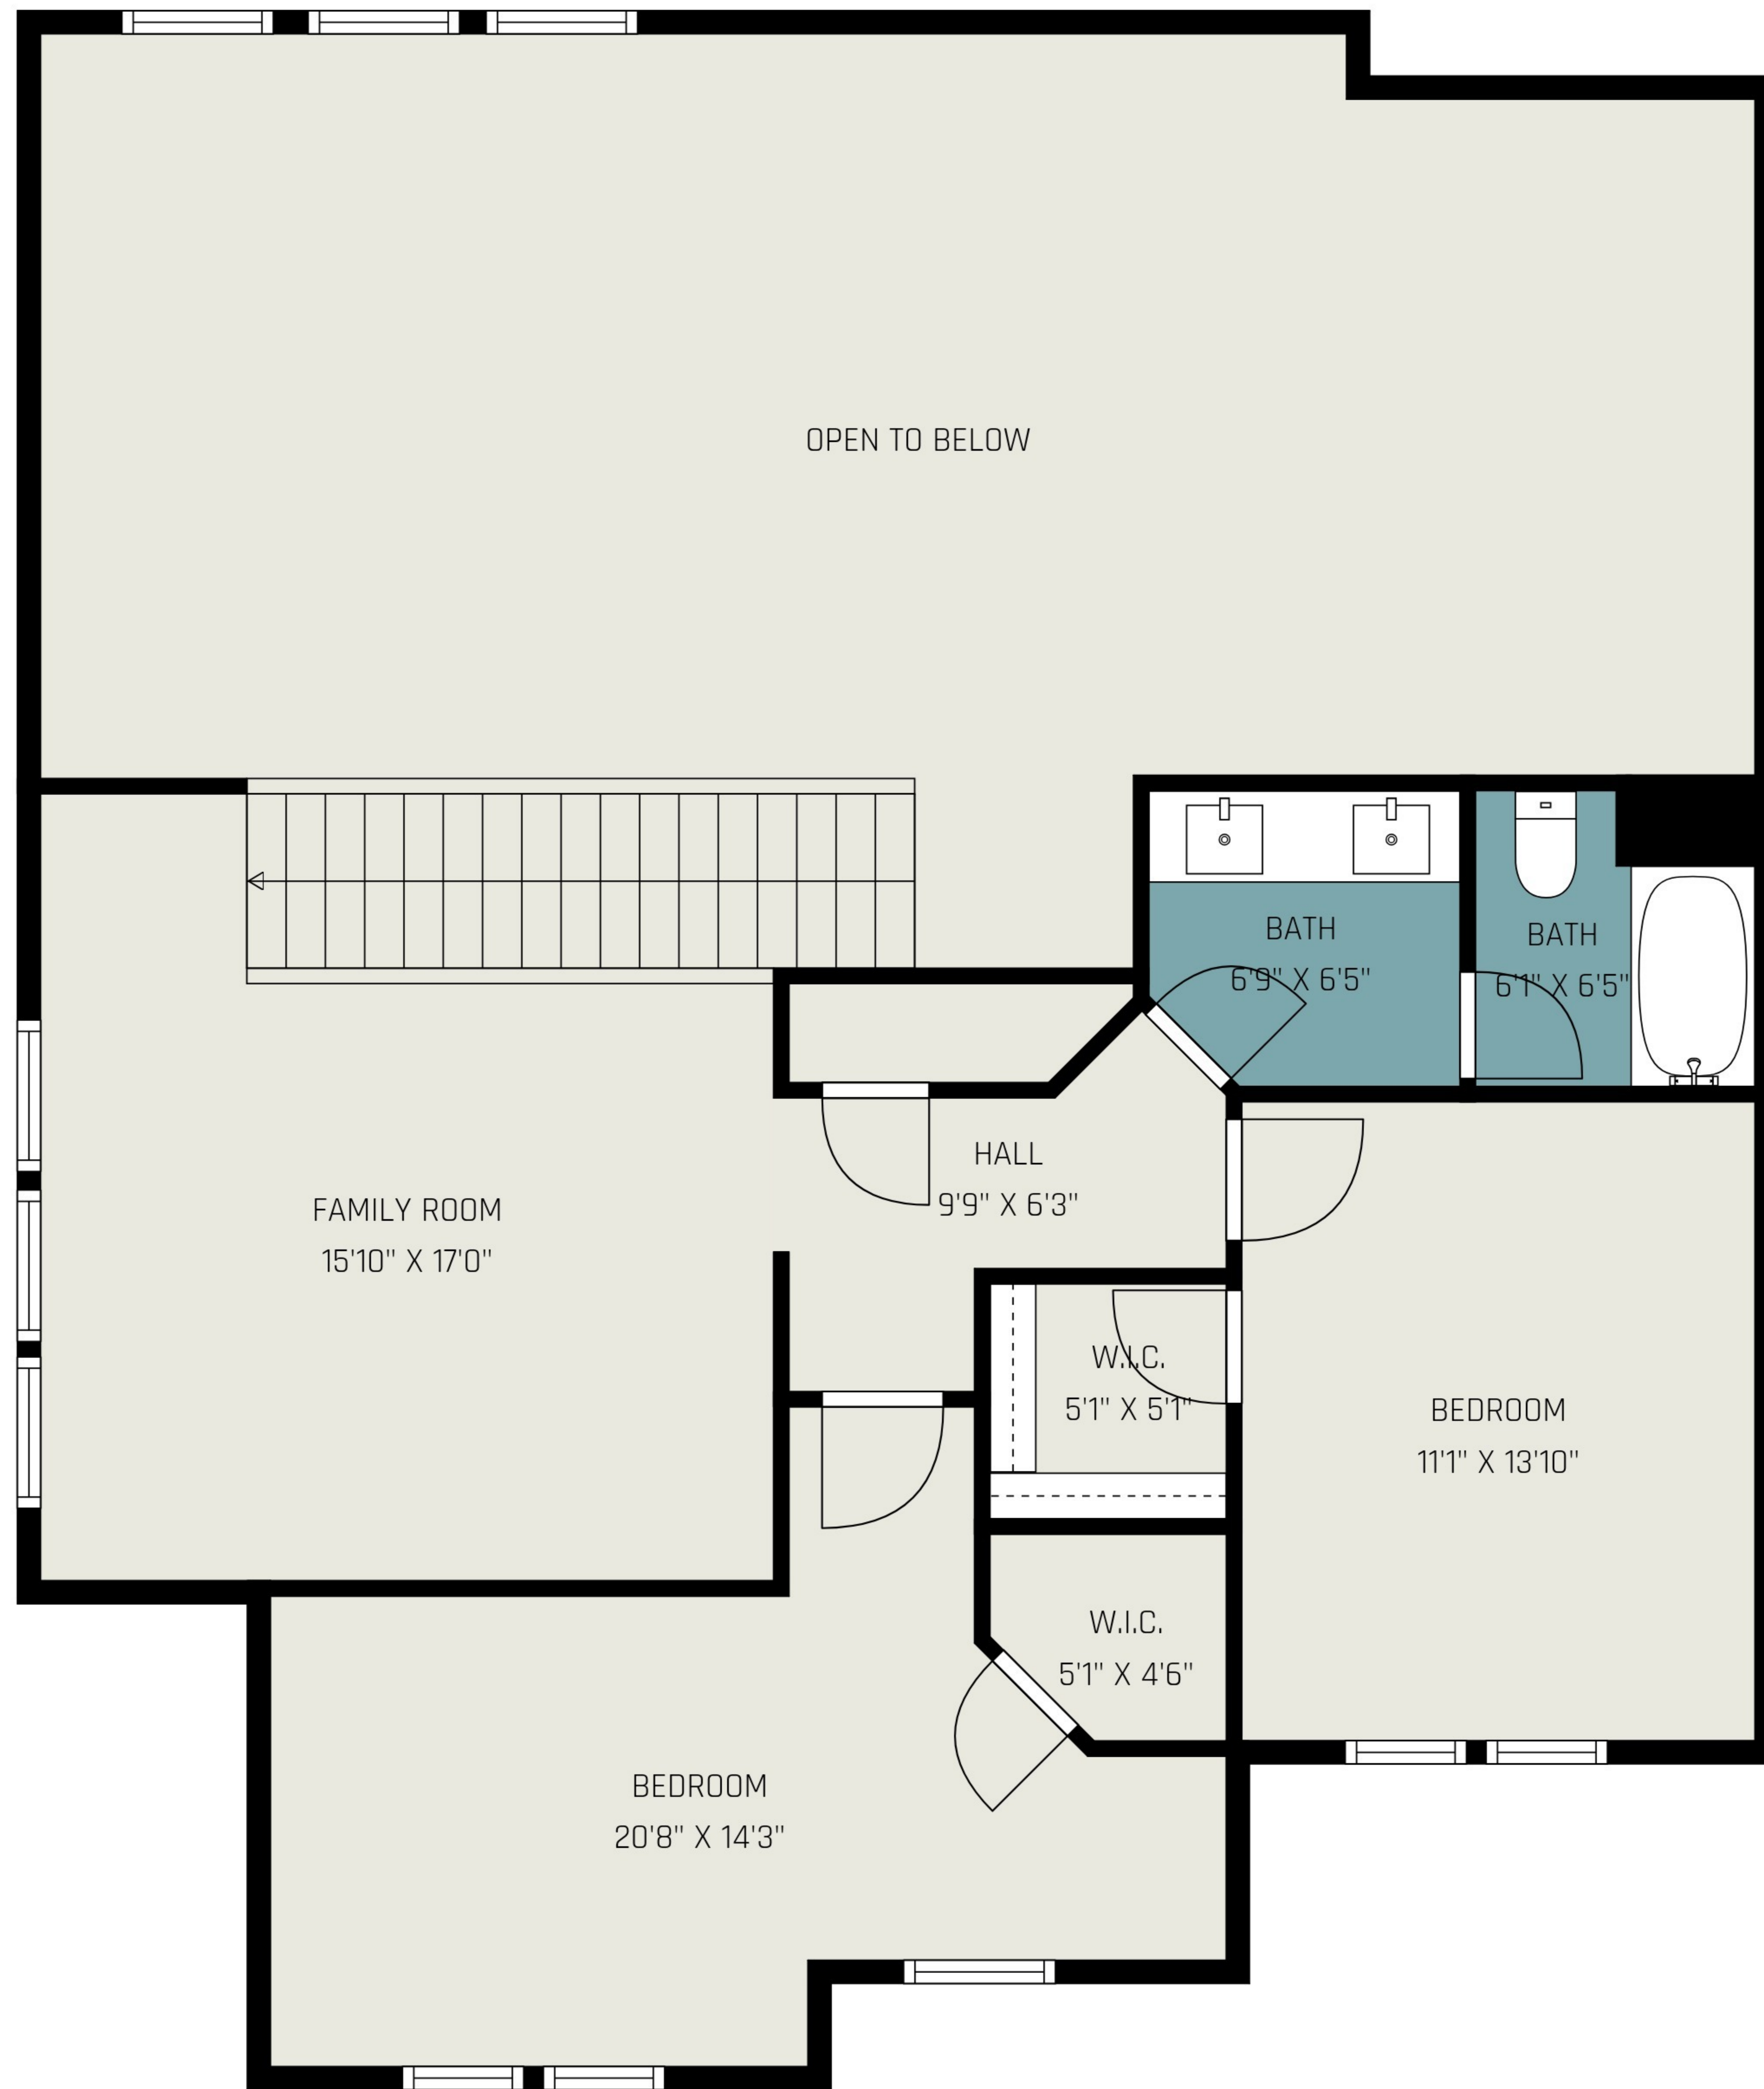 OPEN TO BELOW
BATH
6'9" X 6'5"
BATH
6'1" X 6'5"
HALL
9'9" X 6'3"
FAMILY ROOM
15'10" X 17'0"
W.I.C.
5'1" X 5'1"
BEDROOM
11'1" X 13'10"
W.I.C.
5'1" X 4'6"
BEDROOM
20'8" X 14'3"